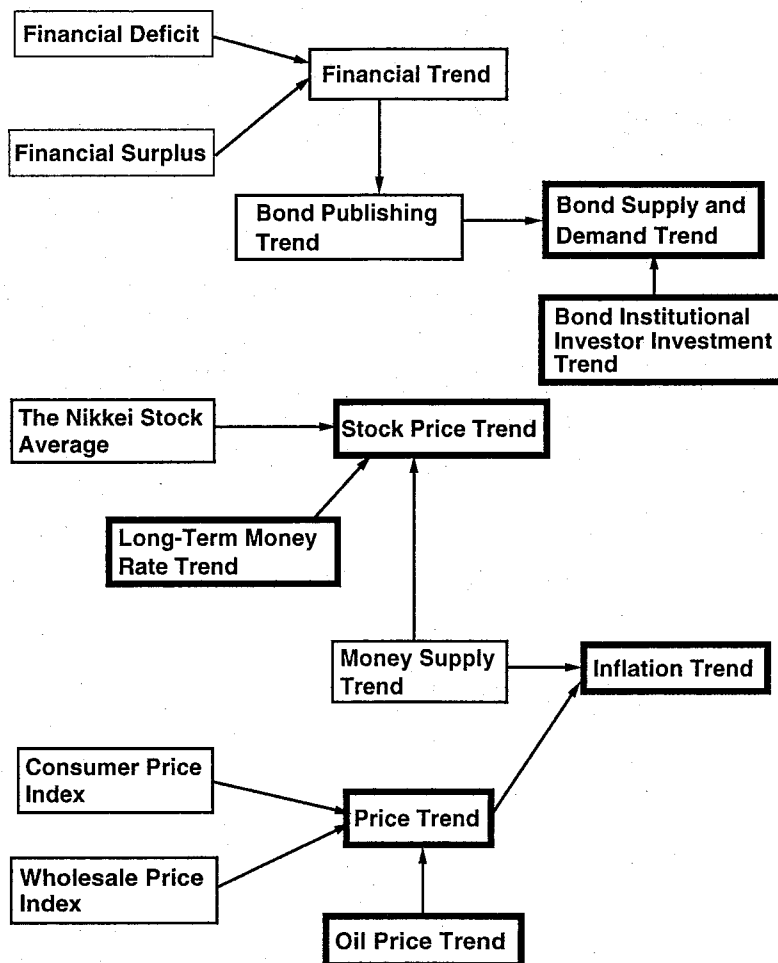 Financial Deficit
Financial Trend
Financial Surplus
Bond Publishing
Trend
Bond Supply and
Demand Trend
Bond Institutional
Investor Investment
Trend
The Nikkei Stock
Average
Stock Price Trend
Long-Term Money
Rate Trend
Money Supply
Trend
Inflation Trend
Consumer Price
Index
Price Trend
Wholesale Price
Index
Oil Price Trend